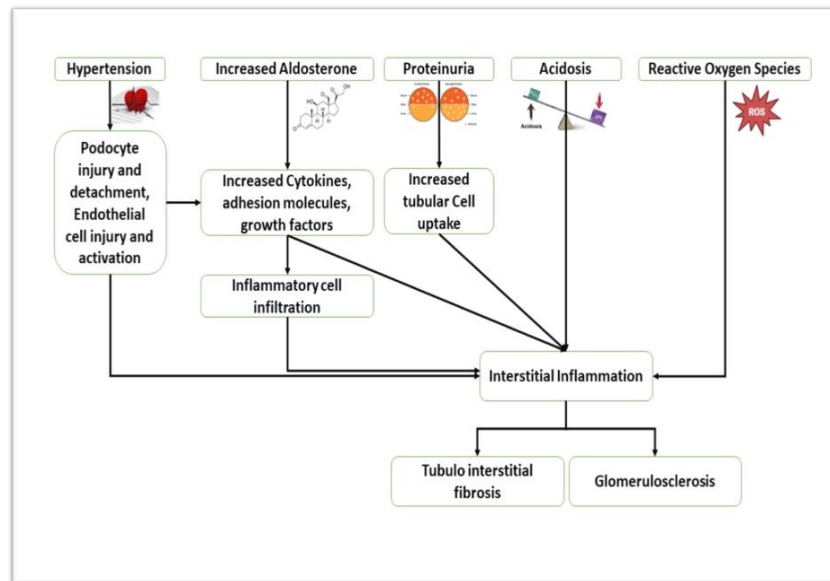 Hypertension
Increased Aldosterone
Proteinuria
Acidosis
Reactive Oxygen Species
HO
OH
O
H
H
H
O
Acidosis
ROS
Podocyte
injury and
detachment,
Endothelial
cell injury and
activation
Increased Cytokines,
adhesion molecules,
growth factors
Increased
tubular Cell
uptake
Inflammatory cell
infiltration
Interstitial Inflammation
Tubulo interstitial
fibrosis
Glomerulosclerosis